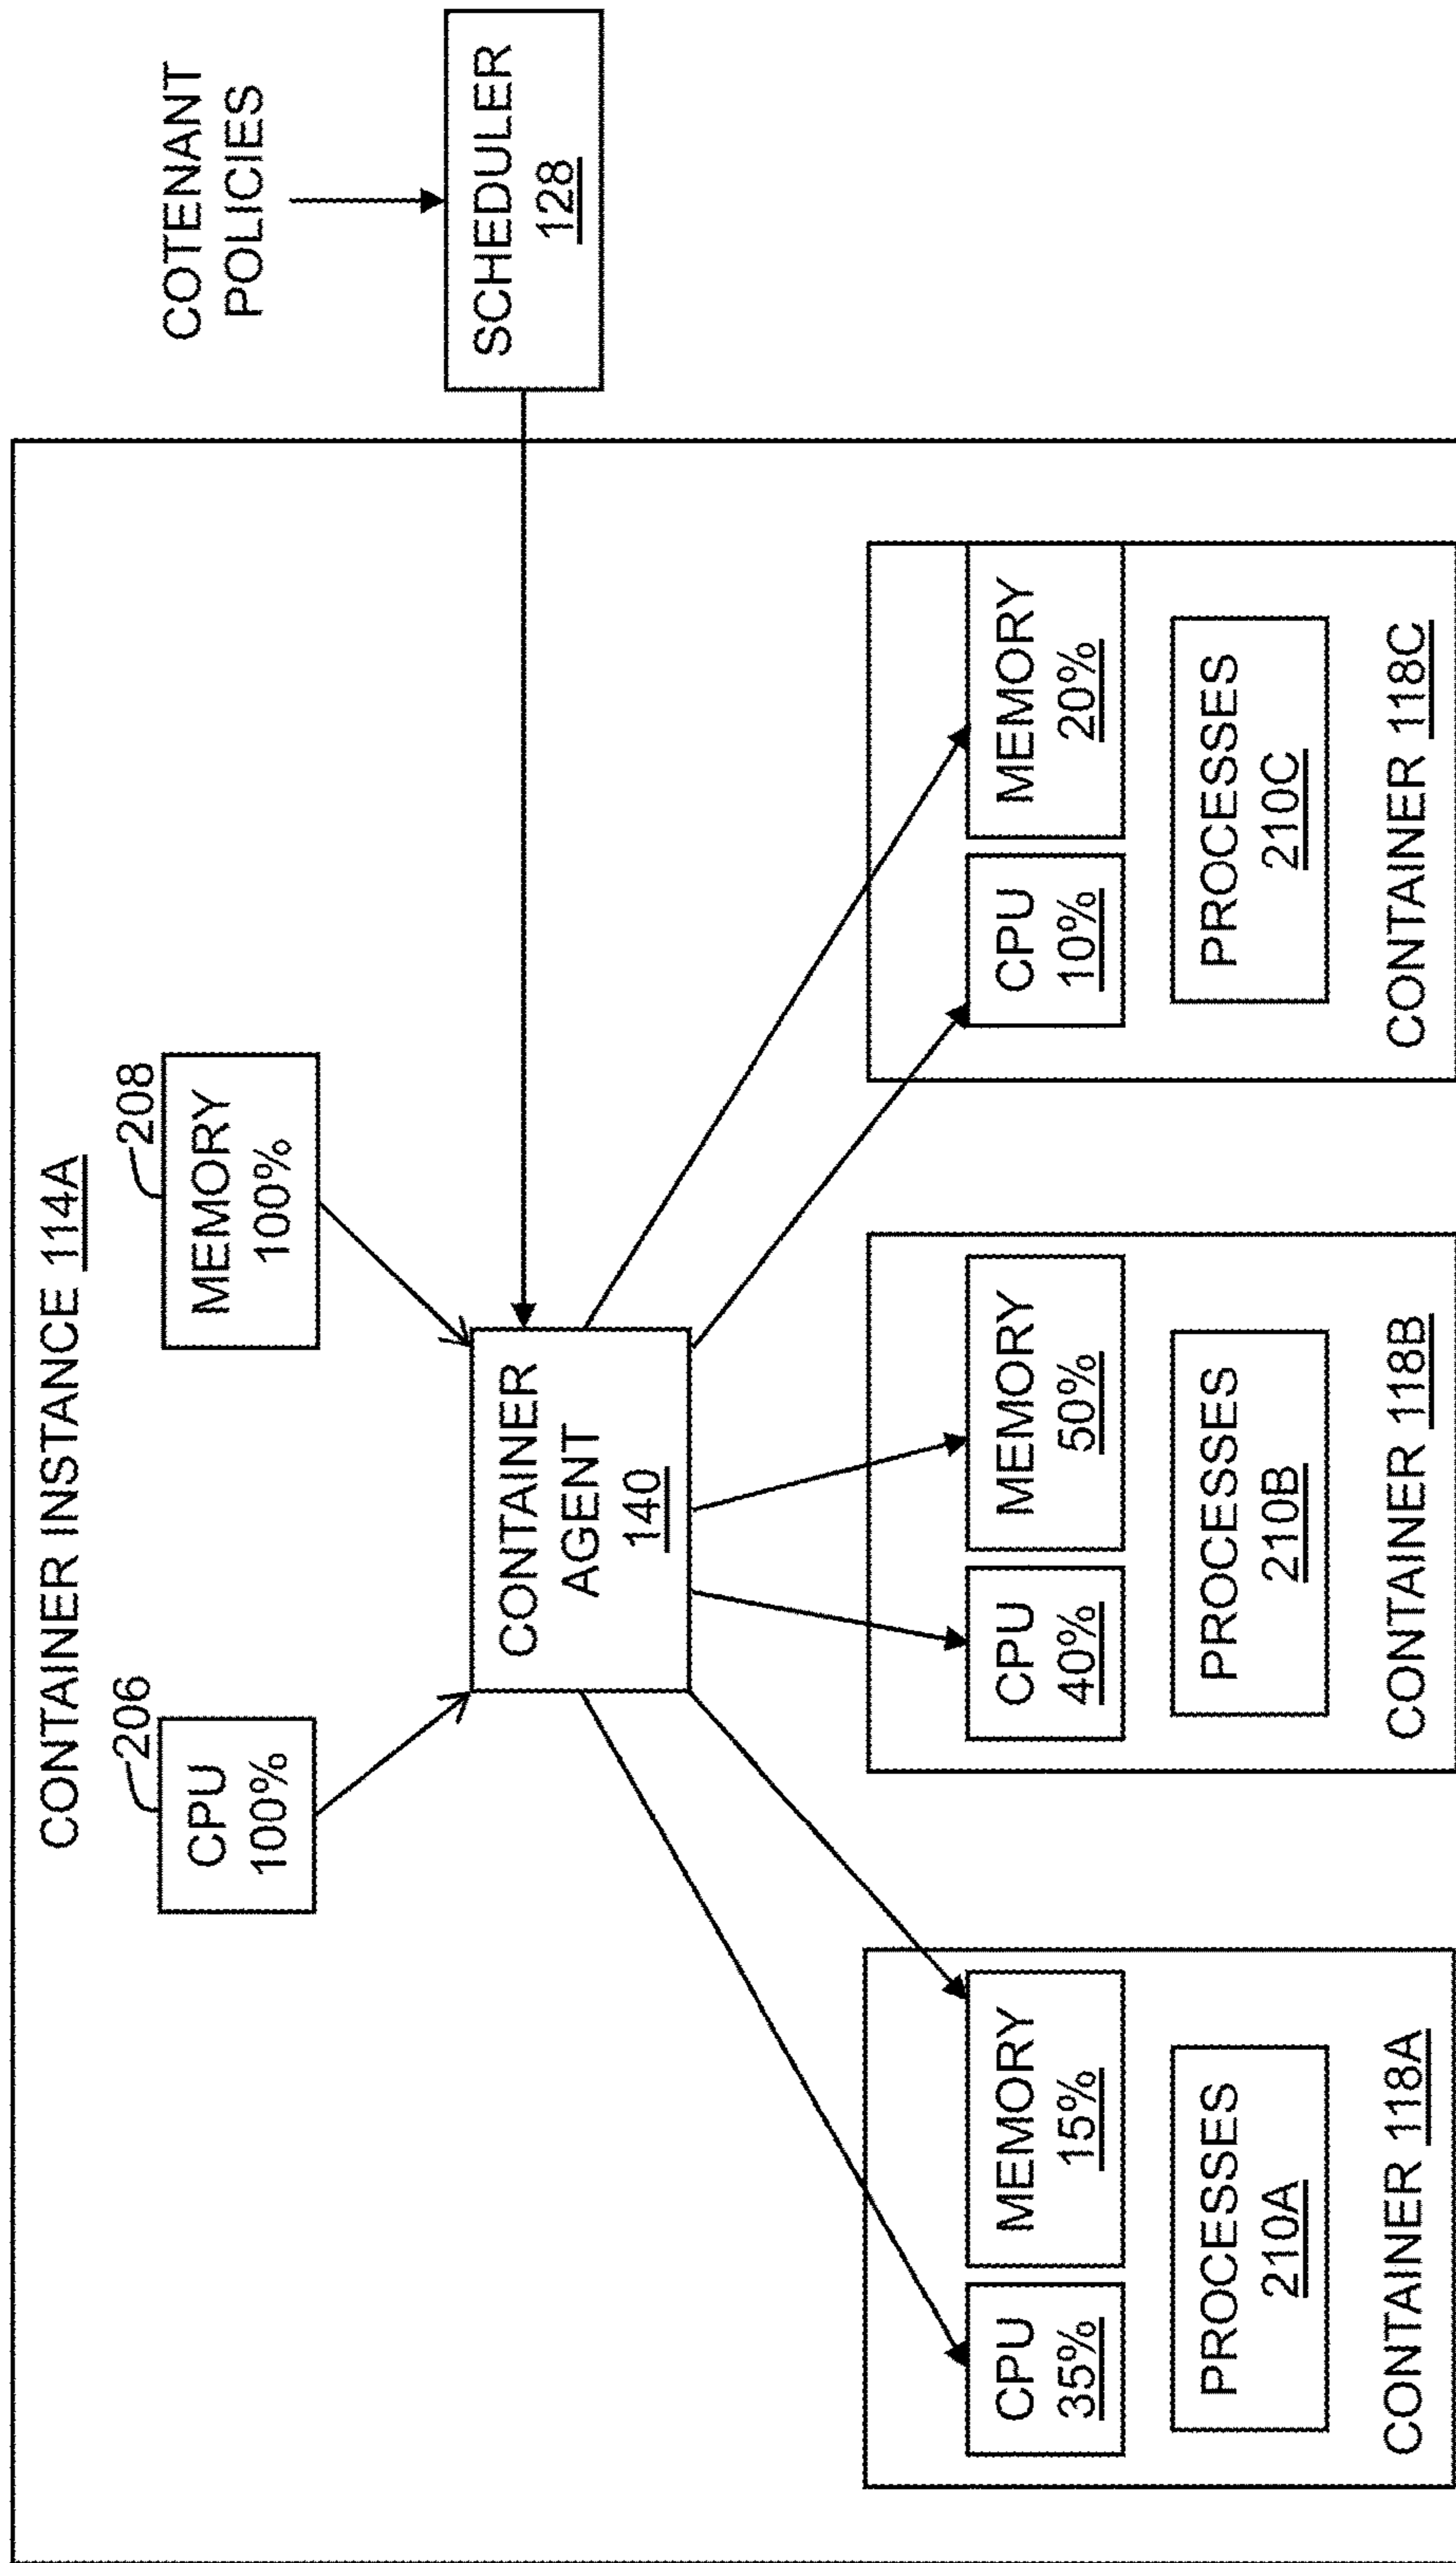 CONTAINER INSTANCE 114A
206
CPU
100%
208
MEMORY
100%
COTENANT
POLICIES
SCHEDULER
128
CONTAINER
AGENT
140
CPU
35%
MEMORY
15%
PROCESSES
210A
CONTAINER 118A
CPU
40%
MEMORY
50%
PROCESSES
210B
CONTAINER 118B
CPU
10%
MEMORY
20%
PROCESSES
210C
CONTAINER 118C